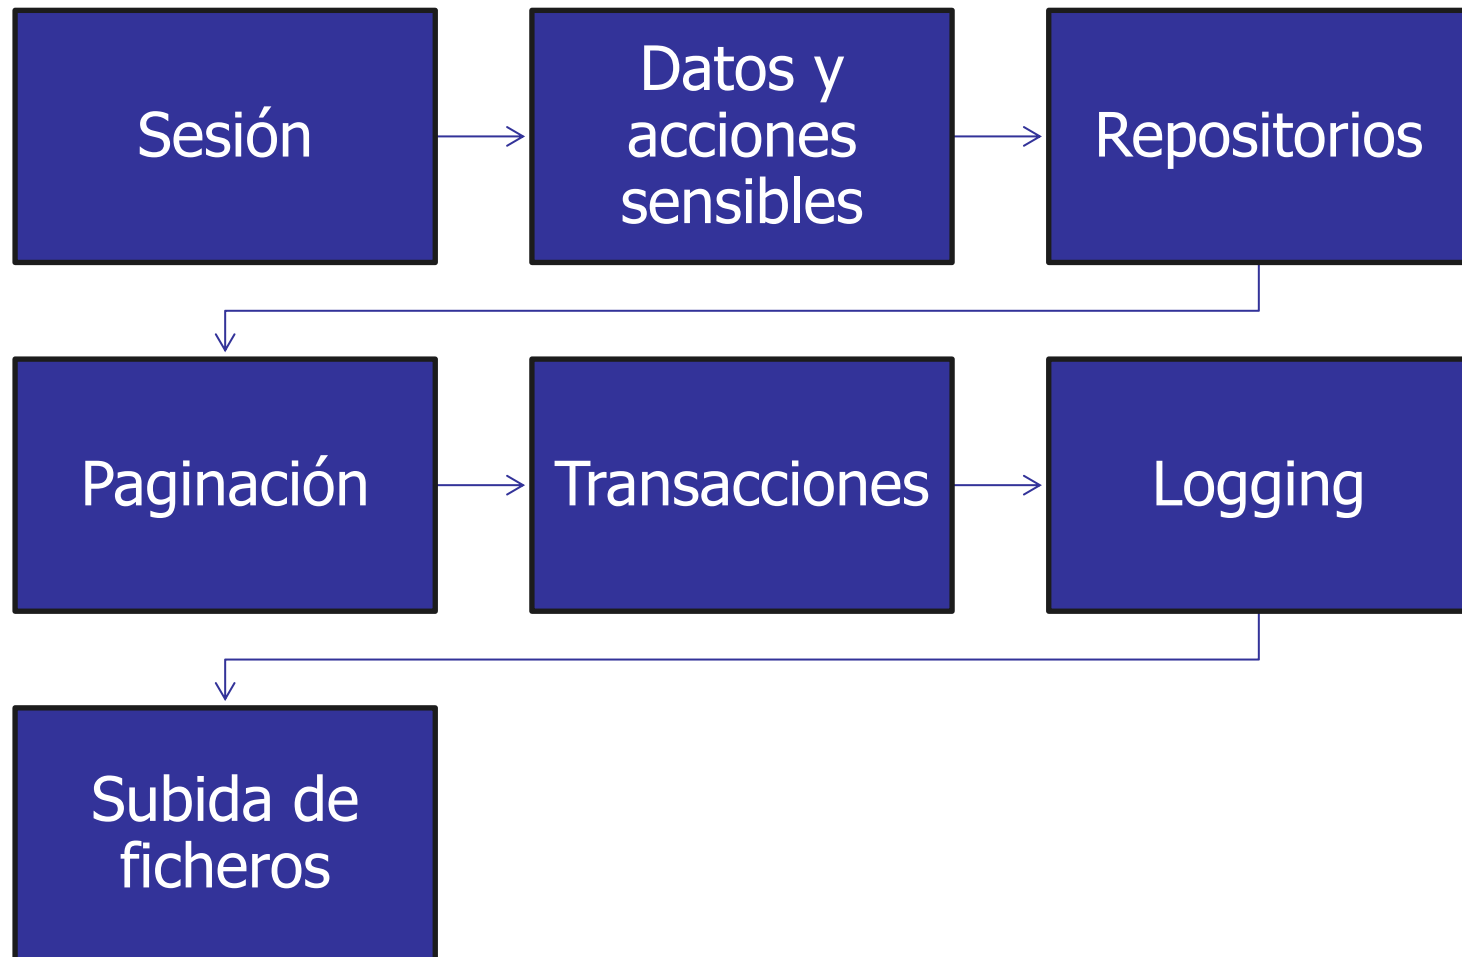 Sesión
Datos y
acciones
sensibles
Repositorios
Paginación
Transacciones
Logging
Subida de
ficheros